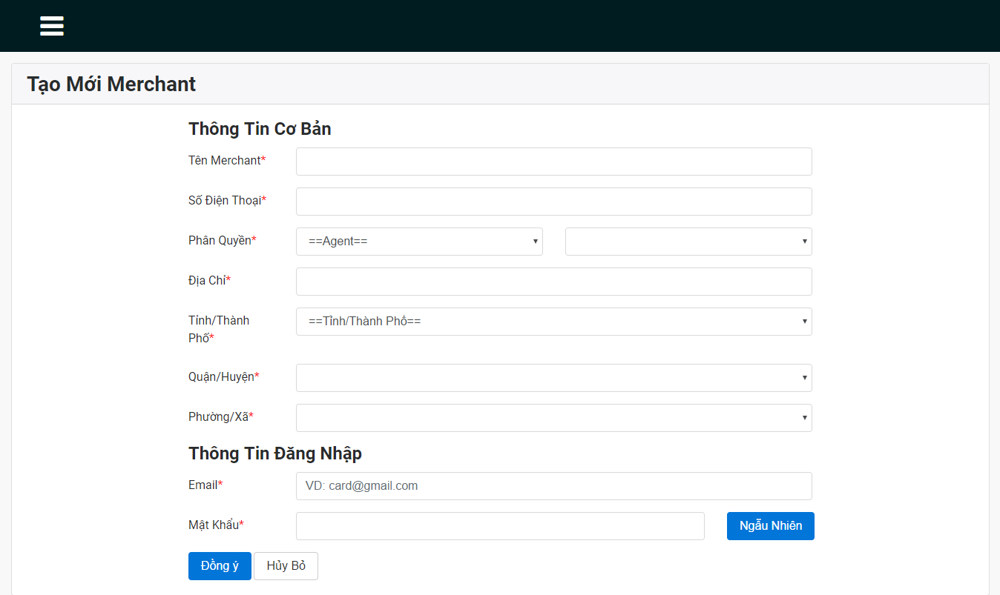 Tạo Mới Merchant
Thông Tin Cơ Bản
Tên Merchant*
Số Điện Thoại*
Phân Quyền*
==Agent==
Địa Chỉ*
Tỉnh/Thành
Phố*
==Tỉnh/Thành Phố==
Quận/Huyện*
Phường/Xã*
Thông Tin Đăng Nhập
Email*
VD: card@gmail.com
Mật Khẩu*
Ngẫu Nhiên
Đồng ý
Hủy Bỏ